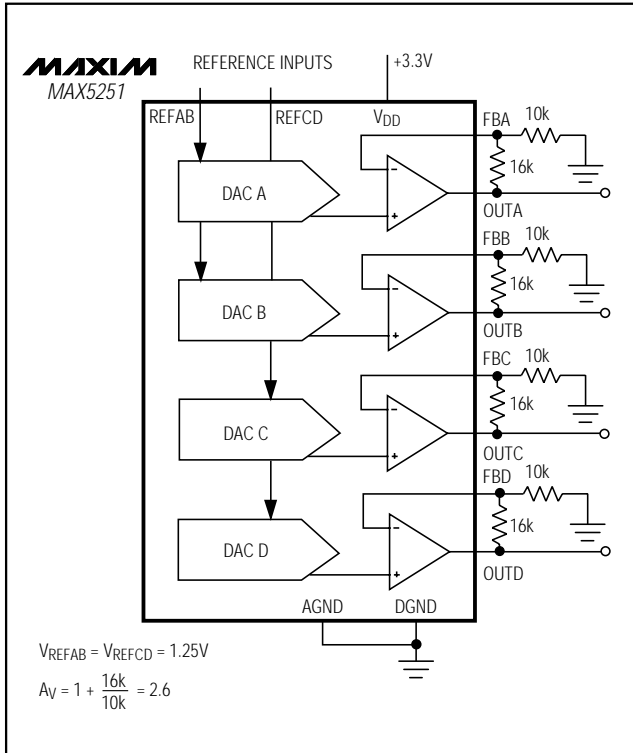 MAXIM
MAX5251
REFERENCE INPUTS
+3.3V
REFAB
REFCD
VDD
FBA
10k
16k
DAC A
OUTA
FBB
10k
16k
DAC B
OUTB
FBC
10k
16k
DAC C
OUTC
FBD
10k
16k
DAC D
OUTD
AGND
DGND
VREFAB = VREFCD = 1.25V
AV = 1 + 16k/10k = 2.6